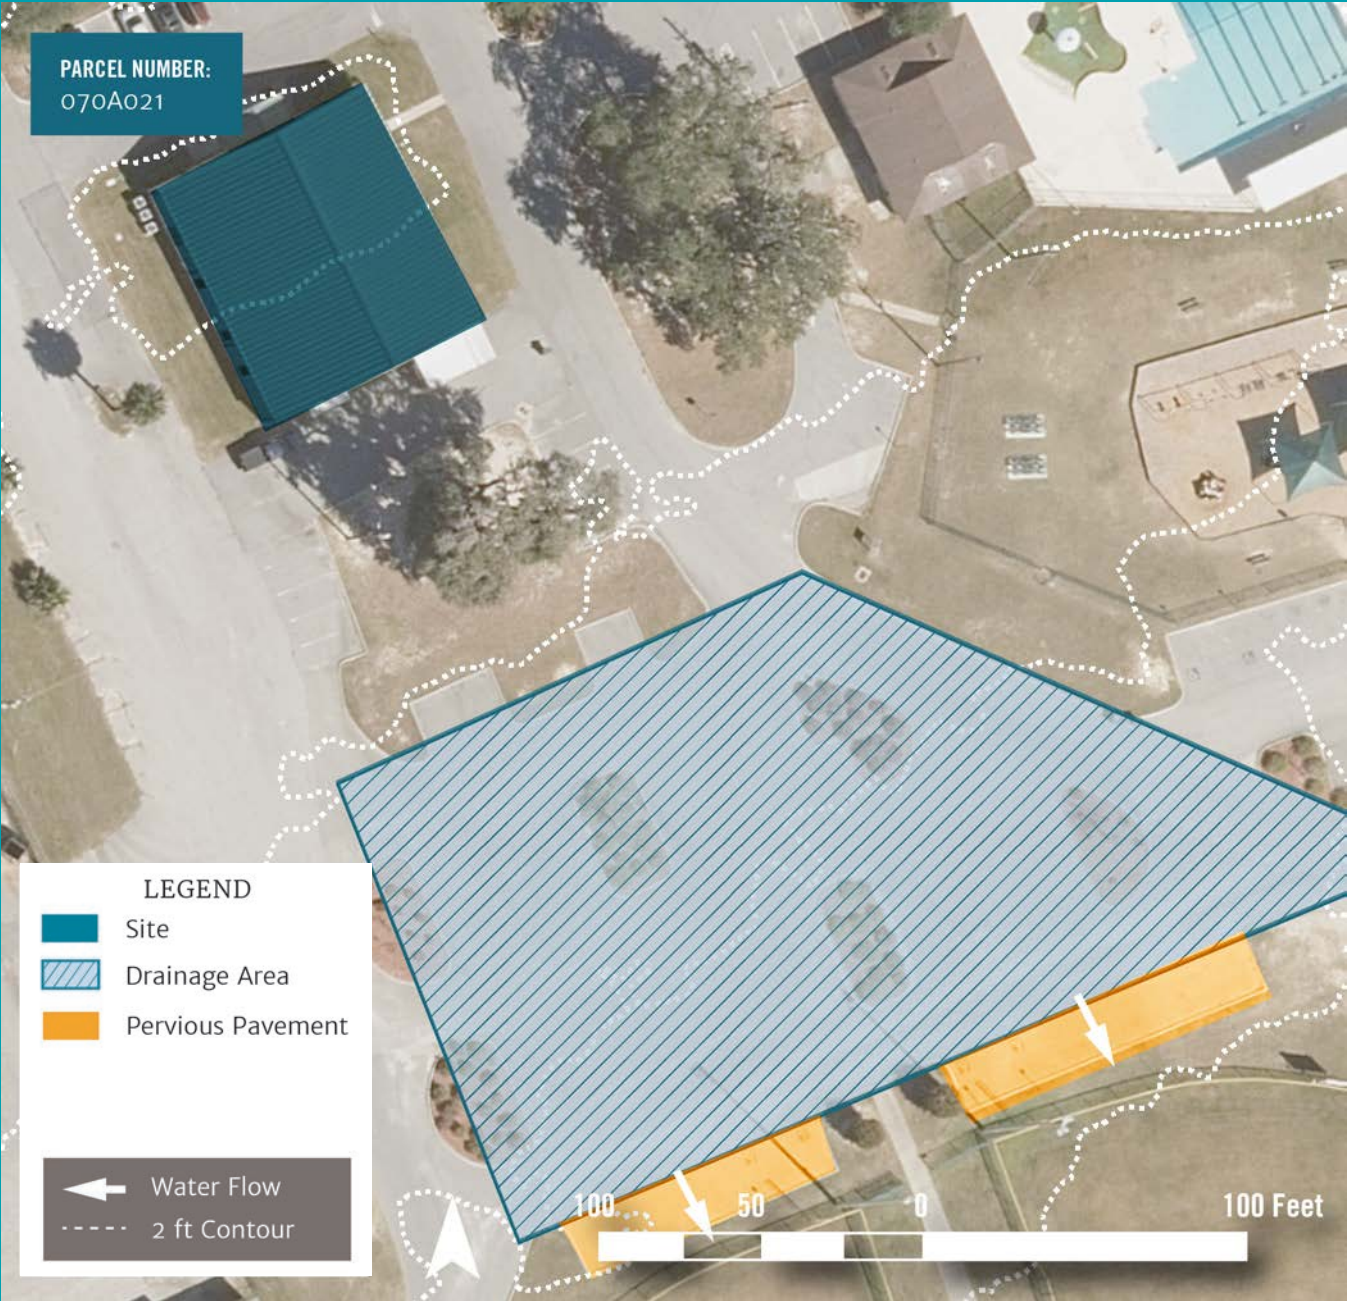 PARCEL NUMBER:
070A021
LEGEND
Site
Drainage Area
Pervious Pavement
Water Flow
2 ft Contour
100 50 0 100 Feet